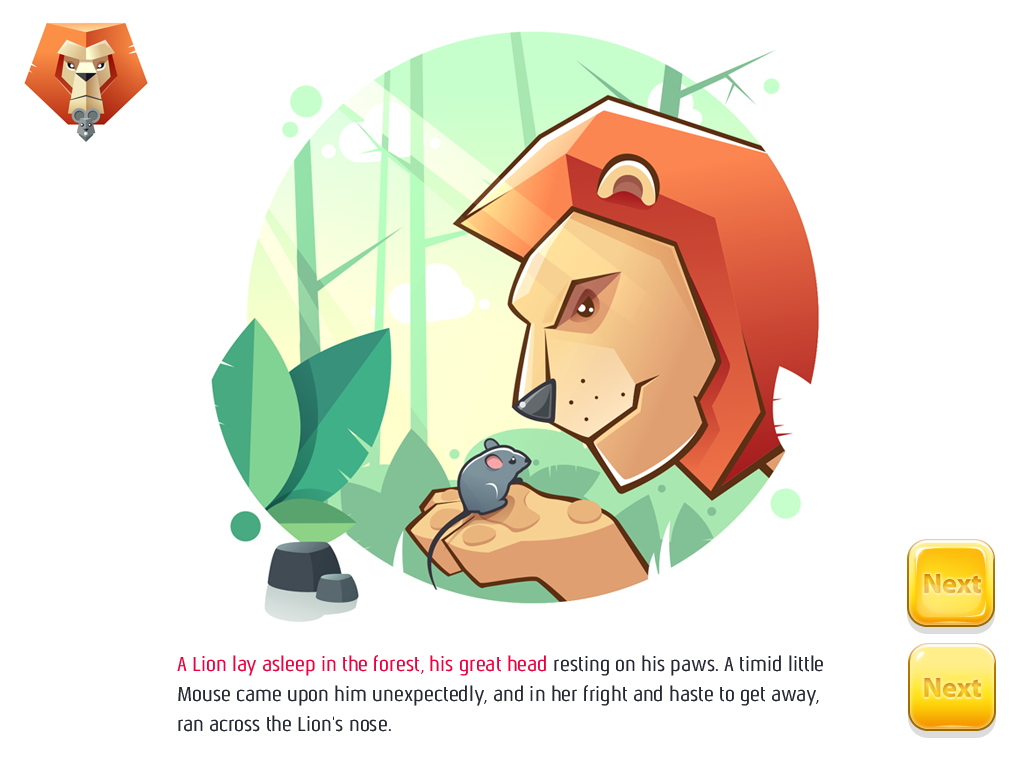 A Lion lay asleep in the forest, his great head resting on his paws. A timid little
Mouse came upon him unexpectedly, and in her fright and haste to get away,
ran across the Lion's nose.
Next
Next